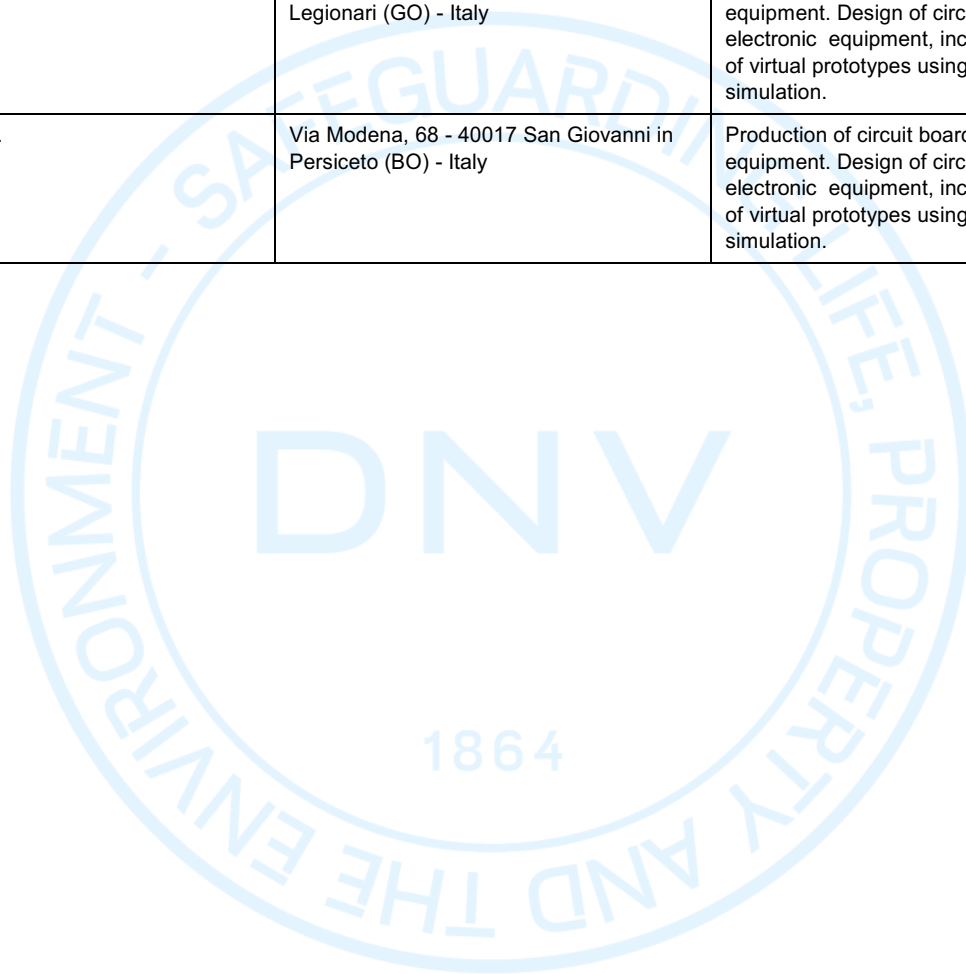 Legionari (GO) - Italy
equipment. Design of circ
electronic equipment, inc
of virtual prototypes using
simulation.
.
Via Modena, 68 - 40017 San Giovanni in
Persiceto (BO) - Italy
Production of circuit board
equipment. Design of circ
electronic equipment, inc
of virtual prototypes using
simulation.
SAFEGUARDING LIFE, PROPERTY AND THE ENVIRONMENT -
DNV
1864